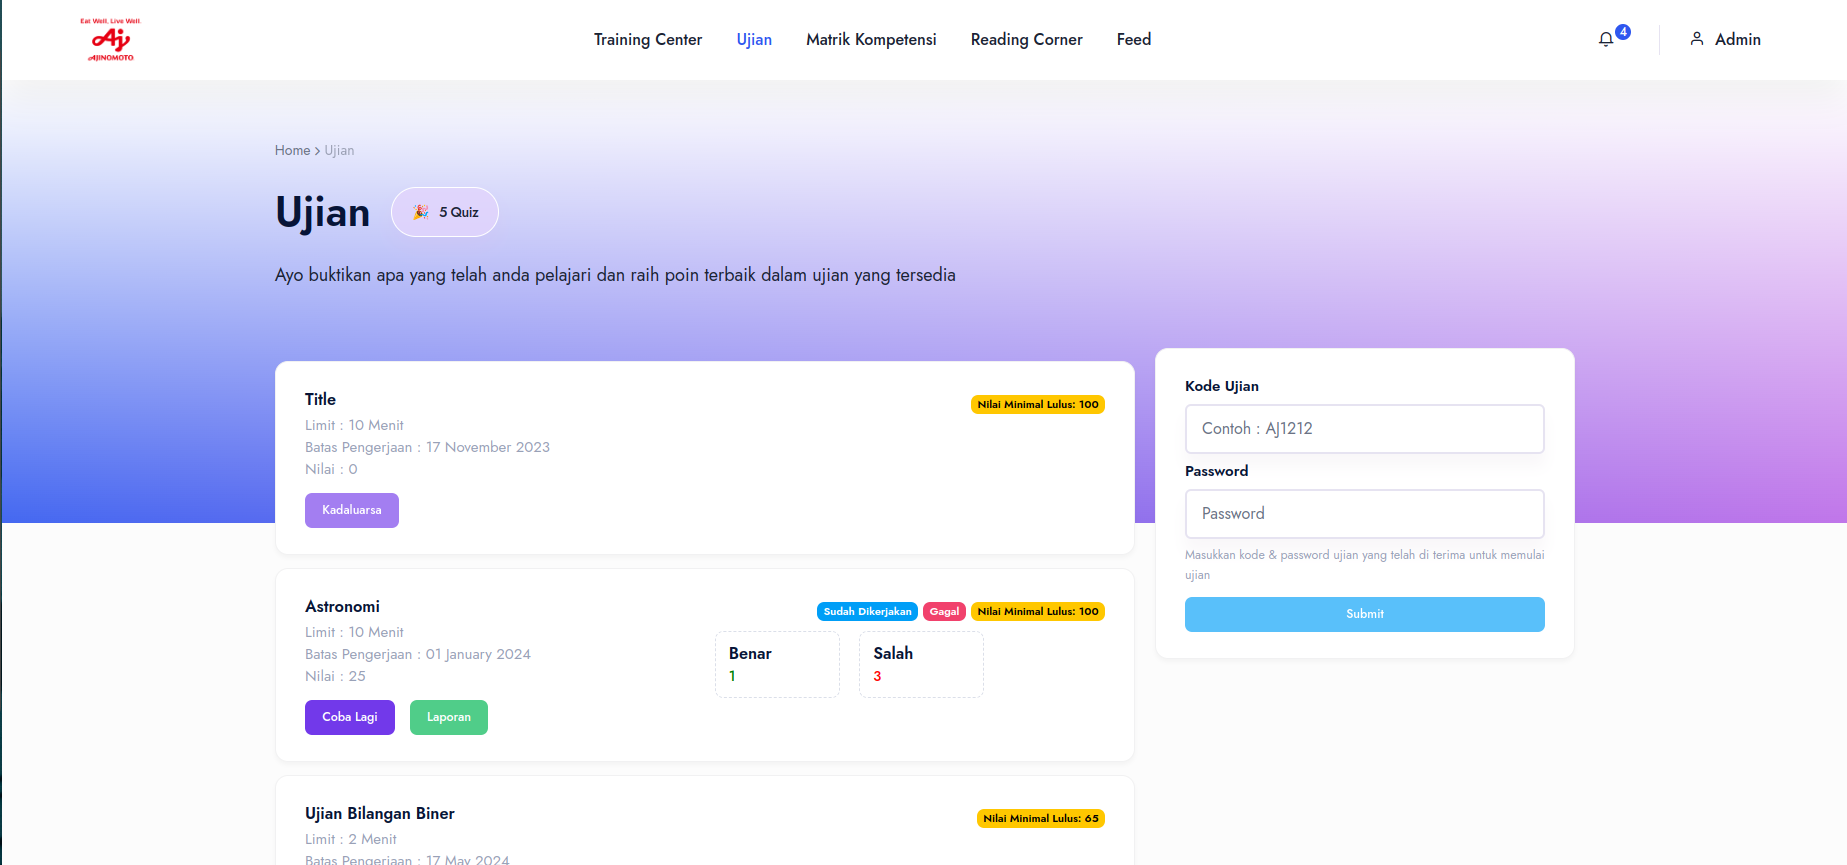 Eat Well, Live Well.
Aj
AJINOMOTO
Training Center
Ujian
Matrik Kompetensi
Reading Corner
Feed
4
Admin
Home > Ujian
Ujian
5 Quiz
Ayo buktikan apa yang telah anda pelajari dan raih poin terbaik dalam ujian yang tersedia
Title
Nilai Minimal Lulus: 100
Limit : 10 Menit
Batas Pengerjaan : 17 November 2023
Nilai : 0
Kadaluarsa
Astronomi
Sudah Dikerjakan
Gagal
Nilai Minimal Lulus: 100
Limit : 10 Menit
Batas Pengerjaan : 01 January 2024
Nilai : 25
Benar
1
Salah
3
Coba Lagi
Laporan
Ujian Bilangan Biner
Nilai Minimal Lulus: 65
Limit : 2 Menit
Batas Pengerjaan : 17 May 2024
Kode Ujian
Contoh : AJ1212
Password
Password
Masukkan kode & password ujian yang telah di terima untuk memulai
ujian
Submit